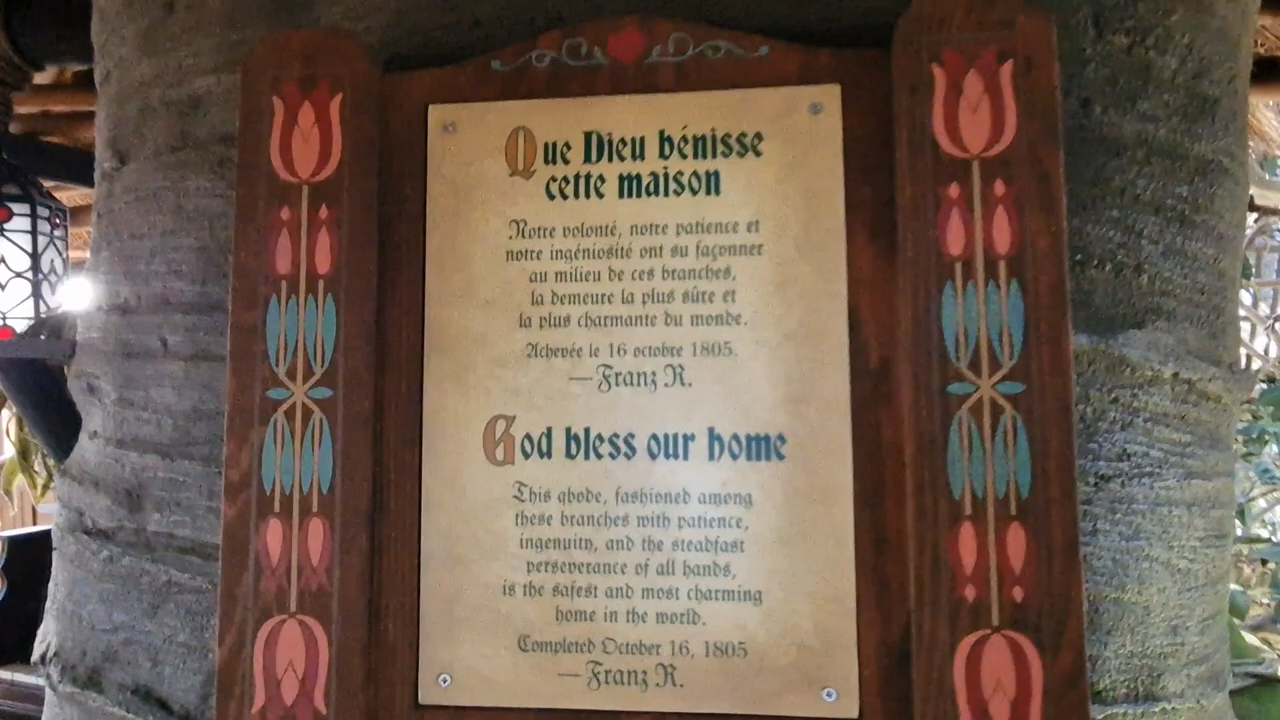 Que Dieu bénisse
cette maison
Notre volonté, notre patience et
notre ingéniosité ont su façonner
au milieu de ces branches,
la demeure la plus sûre et
la plus charmante du monde.
Achevée le 16 octobre 1805.
—Franz R.
God bless our home
This abode, fashioned among
these branches with patience,
ingenuity, and the steadfast
perseverance of all hands,
is the safest and most charming
home in the world.
Completed October 16, 1805
—Franz R.